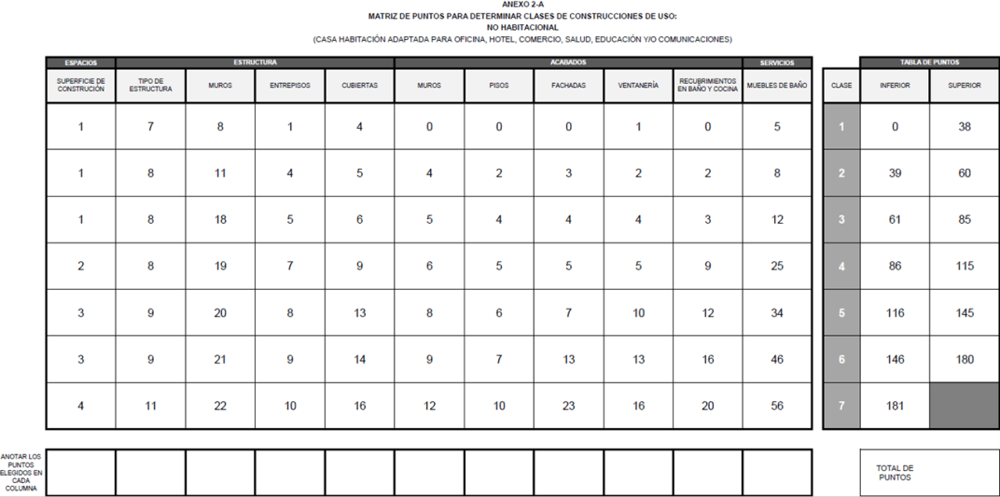 ANEXO 2-A
MATRIZ DE PUNTOS PARA DETERMINAR CLASES DE CONSTRUCCIONES DE USO:
NO HABITACIONAL
(CASA HABITACIÓN ADAPTADA PARA OFICINA, HOTEL, COMERCIO, SALUD, EDUCACIÓN Y/O COMUNICACIONES)
ESPACIOS ESTRUCTURA ACABADOS SERVICIOS TABLA DE PUNTOS
SUPERFICIE DE CONSTRUCIÓN TIPO DE ESTRUCTURA MUROS ENTREPISOS CUBIERTAS MUROS PISOS FACHADAS VENTANERÍA RECUBRIMIENTOS EN BAÑO Y COCINA MUEBLES DE BAÑO CLASE INFERIOR SUPERIOR
1 7 8 1 4 0 0 0 1 0 5 1 0 38
1 8 11 4 5 4 2 3 2 2 8 2 39 60
1 8 18 5 6 5 4 4 4 3 12 3 61 85
2 8 19 7 9 6 5 5 5 9 25 4 86 115
3 9 20 8 13 8 6 7 10 12 34 5 116 145
3 9 21 9 14 9 7 13 13 16 46 6 146 180
4 11 22 10 16 12 10 23 16 20 56 7 181
ANOTAR LOS
PUNTOS
ELEGIDOS EN
CADA
COLUMNA
TOTAL DE
PUNTOS